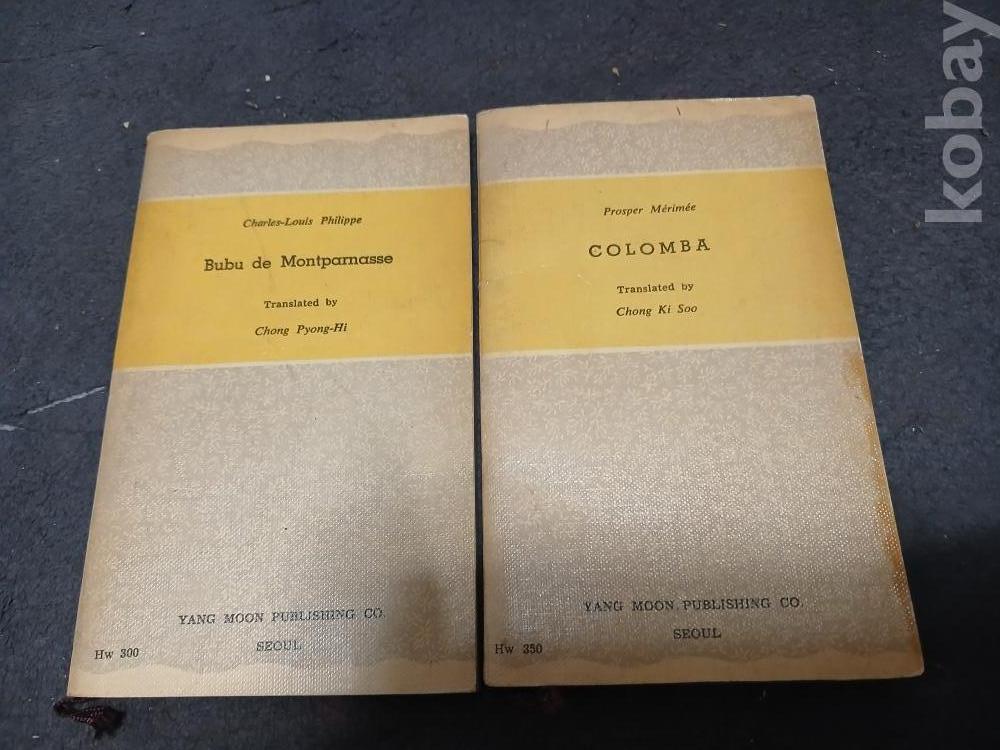 Charles-Louis Philippe
Bubu de Montparnasse
Translated by
Chong Pyong-Hi
YANG MOON PUBLISHING CO.
SEOUL
Hw 300
Prosper Mérimée
COLOMBA
Translated by
Chong Ki Soo
YANG MOON PUBLISHING CO.
SEOUL
Hw 350
kobay